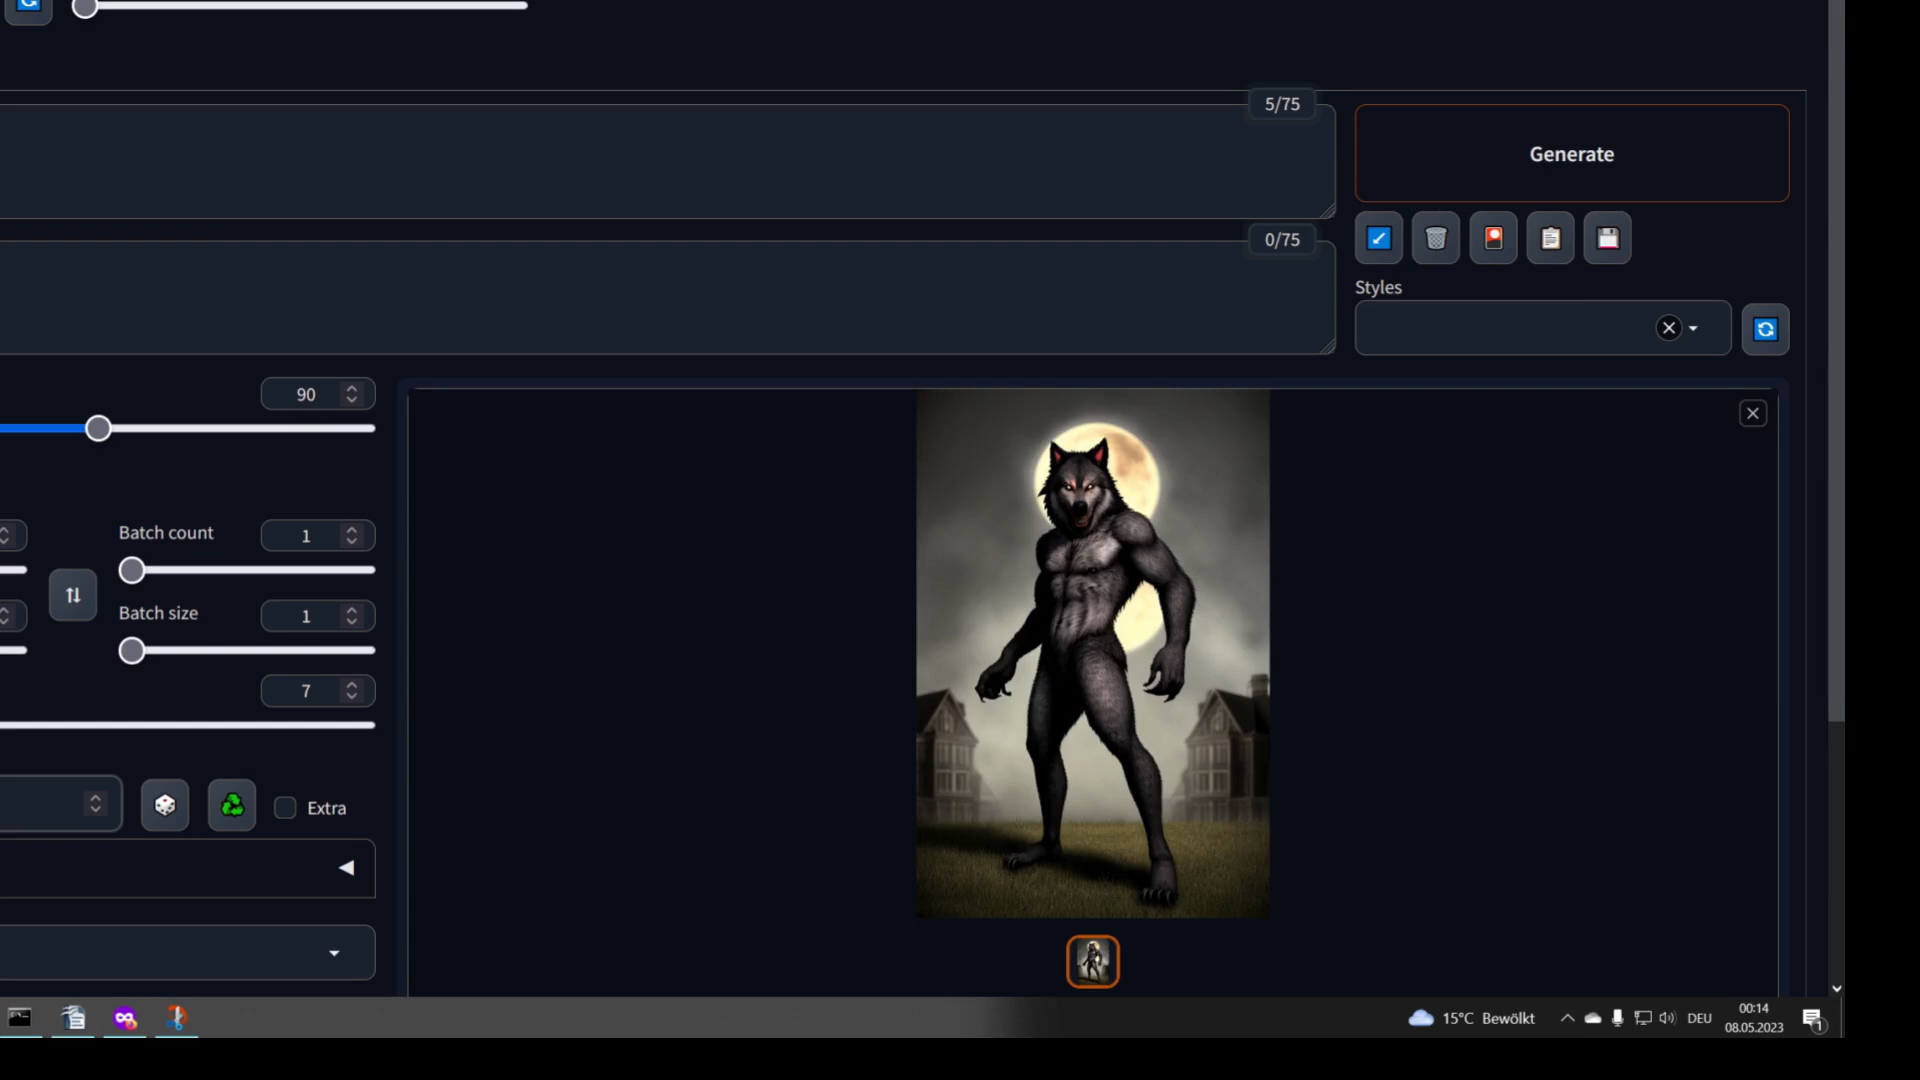 5/75
Generate
0/75
Styles
90
Batch count
1
Batch size
1
7
Extra
15°C Bewölkt
DEU
00:14
08.05.2023
1